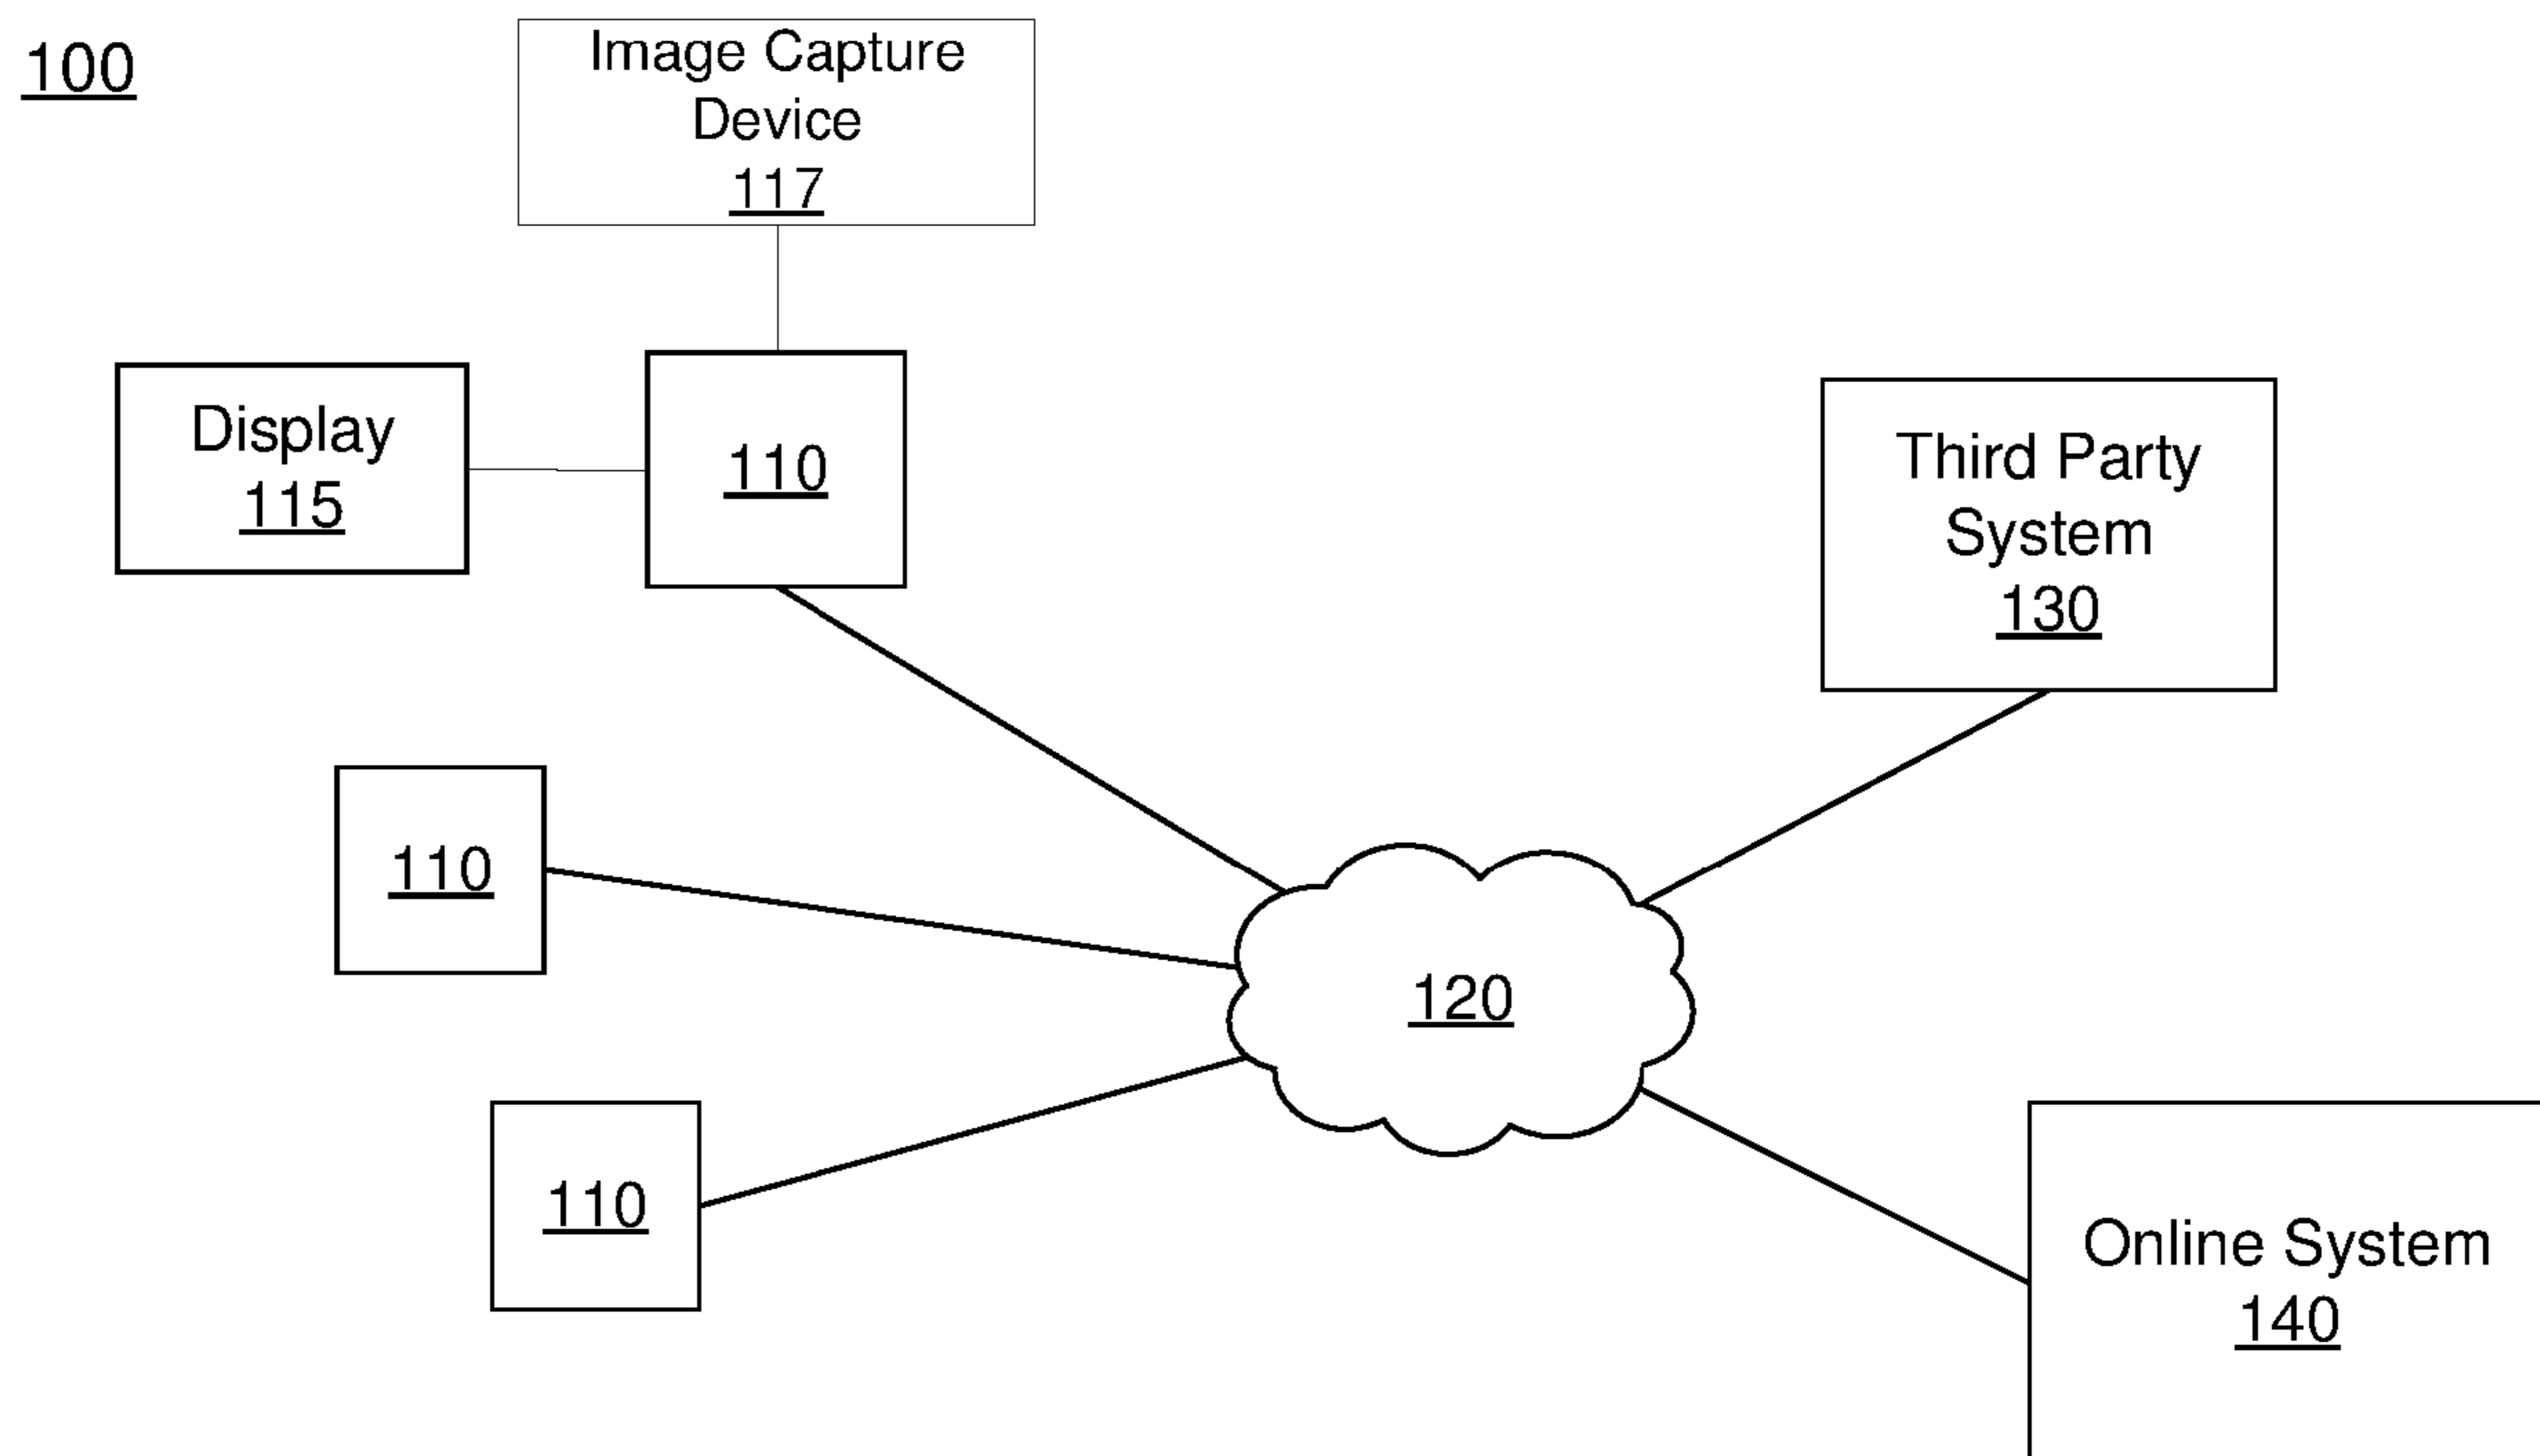 100
Image Capture
Device
117
Display
115
110
Third Party
System
130
110
120
110
Online System
140